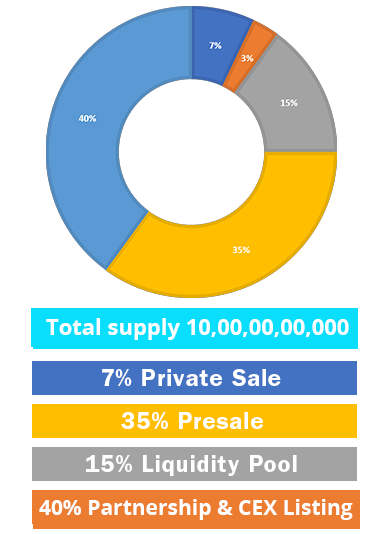 7%
3%
15%
40%
35%
Total supply 10,00,00,00,000
7% Private Sale
35% Presale
15% Liquidity Pool
40% Partnership & CEX Listing